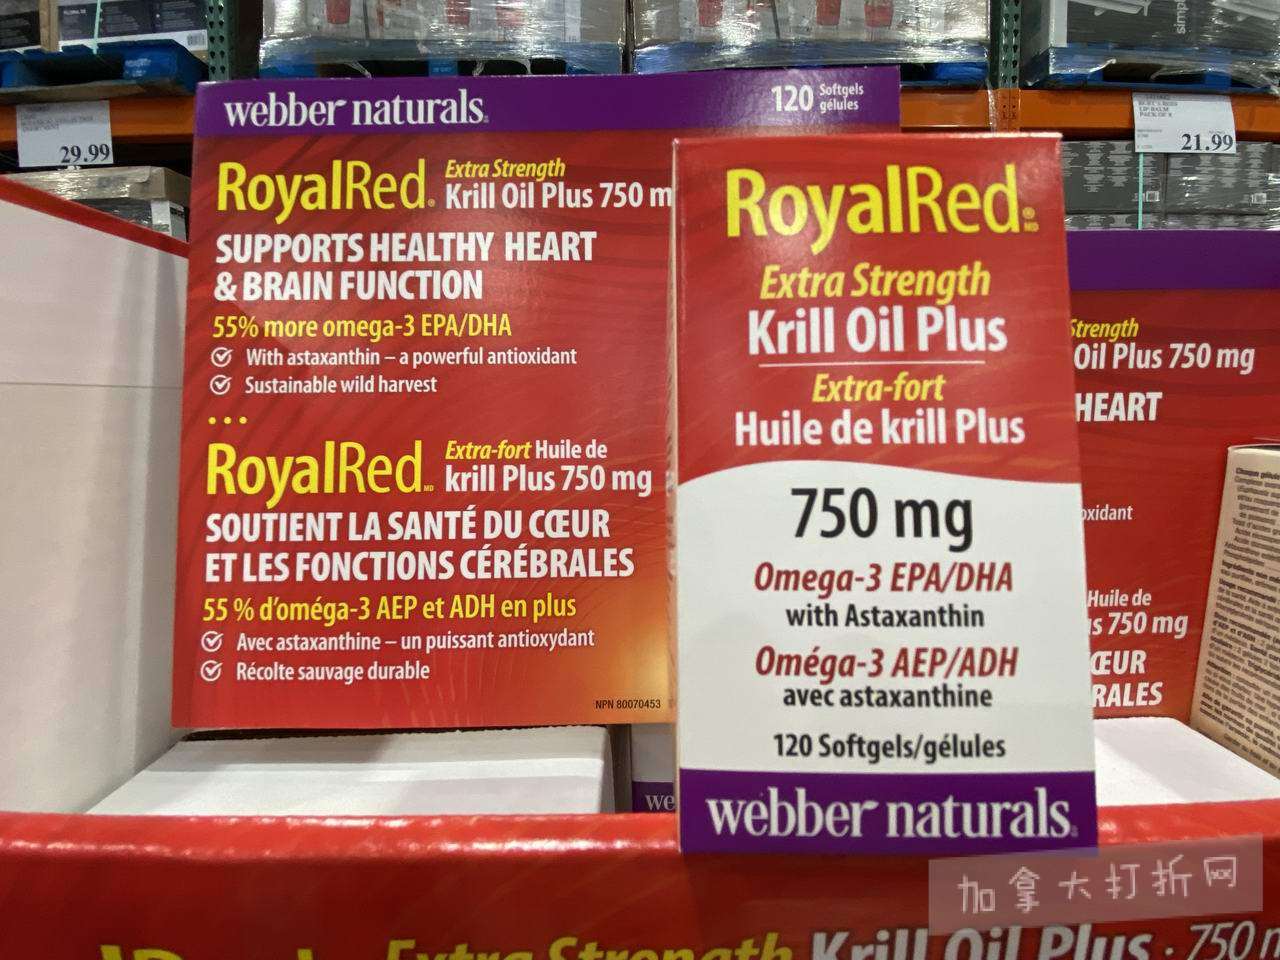 29.99
21.99
webber naturals
120 Softgels
gélules
RoyalRed® Extra Strength
Krill Oil Plus 750 m
SUPPORTS HEALTHY HEART
& BRAIN FUNCTION
55% more omega-3 EPA/DHA
With astaxanthin – a powerful antioxidant
Sustainable wild harvest
RoyalRed MD Extra-fort Huile de
krill Plus 750 mg
SOUTIENT LA SANTÉ DU CŒUR
ET LES FONCTIONS CÉRÉBRALES
55 % d'oméga-3 AEP et ADH en plus
Avec astaxanthine – un puissant antioxydant
Récolte sauvage durable
NPN 80070453
RoyalRed® MD
Extra Strength
Krill Oil Plus
Extra-fort
Huile de krill Plus
750 mg
Omega-3 EPA/DHA
with Astaxanthin
Oméga-3 AEP/ADH
avec astaxanthine
120 Softgels/gélules
webber naturals
Strength
Oil Plus 750 mg
HEART
oxidant
Huile de
s 750 mg
ŒUR
RALES
we
加拿大打折网
Extra Strength Krill Oil Plus · 750 m